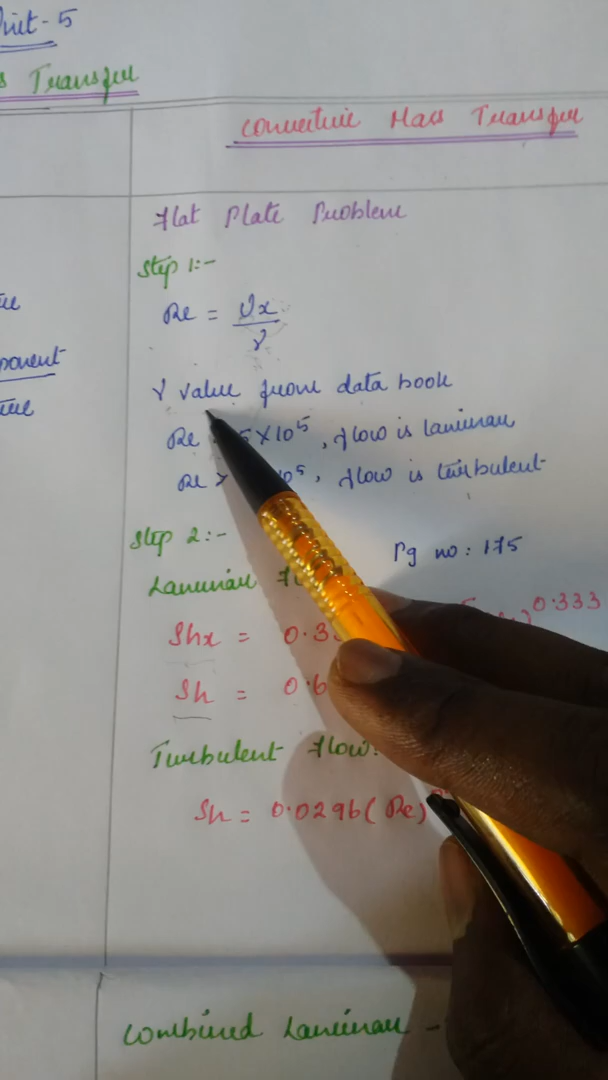 Unit-5
s Transfer
Convective Mass Transfer
Flat Plate Problem
Step 1:-
Re = Ux
γ
γ value from data book
Re 5×10⁵, flow is laminar
Re > 10⁵, flow is turbulent
ponent
Step 2:-
Pg no: 175
Laminar
Shx = 0.3 0.333
Sh = 0.6
Turbulent flow:
Sh = 0.0296(Re)
Combined Laminar -